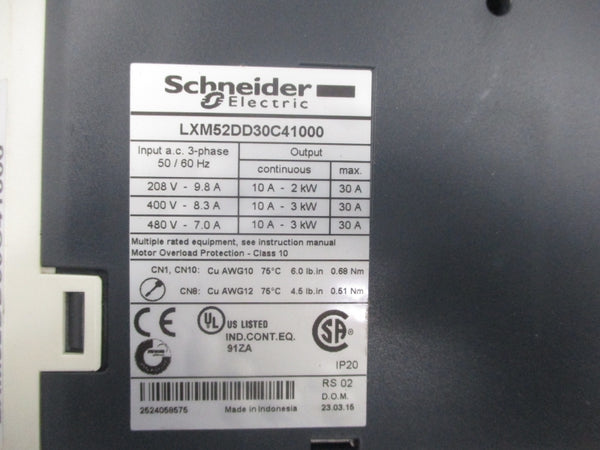 Schneider
Electric
LXM52DD30C41000
Input a.c. 3-phase
50 / 60 Hz
Output
continuous max.
208 V - 9.8 A 10 A - 2 kW 30 A
400 V - 8.3 A 10 A - 3 kW 30 A
480 V - 7.0 A 10 A - 3 kW 30 A
Multiple rated equipment, see instruction manual
Motor Overload Protection - Class 10
CN1, CN10: Cu AWG10 75°C 6.0 lb.in 0.68 Nm
CN8: Cu AWG12 75°C 4.5 lb.in 0.51 Nm
CE
UL US LISTED
IND.CONT.EQ.
91ZA
SA
IP20
RS 02
D.O.M.
2524058575 Made in Indonesia 23.03.15